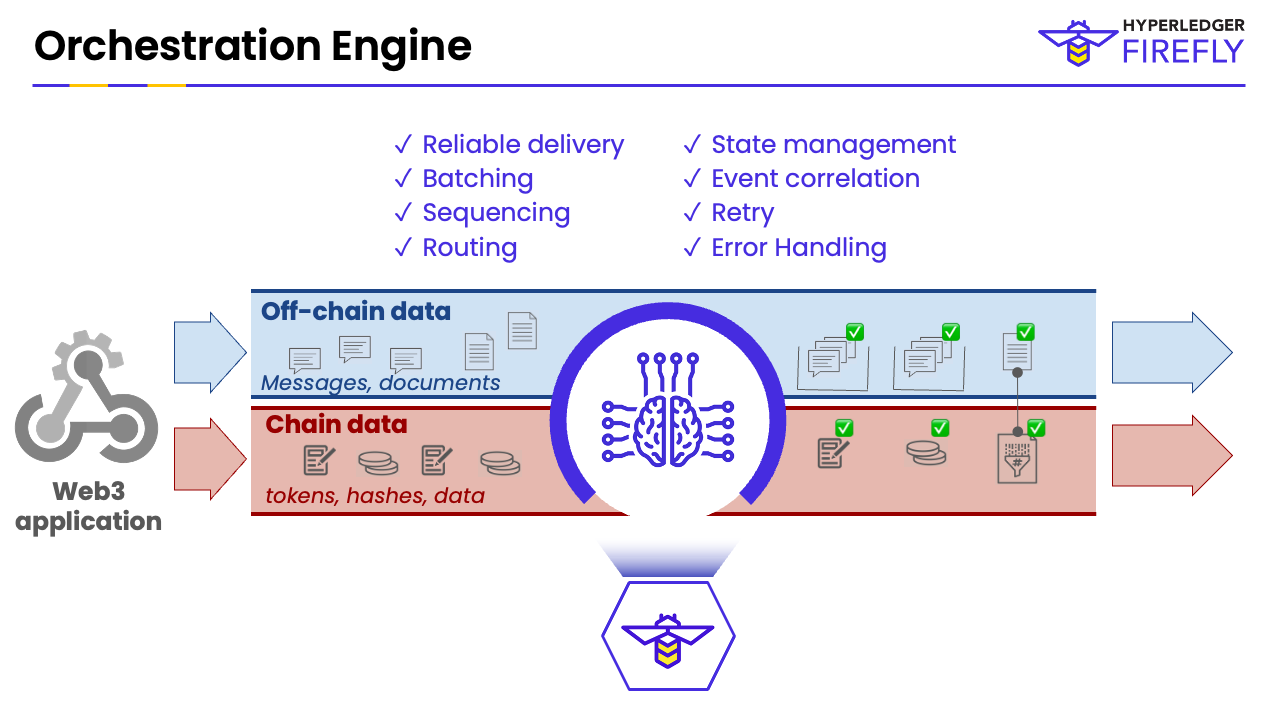 Orchestration Engine
HYPERLEDGER
FIREFLY
✓ Reliable delivery
✓ Batching
✓ Sequencing
✓ Routing
✓ State management
✓ Event correlation
✓ Retry
✓ Error Handling
Off-chain data
Messages, documents
Chain data
tokens, hashes, data
#
Web3
application